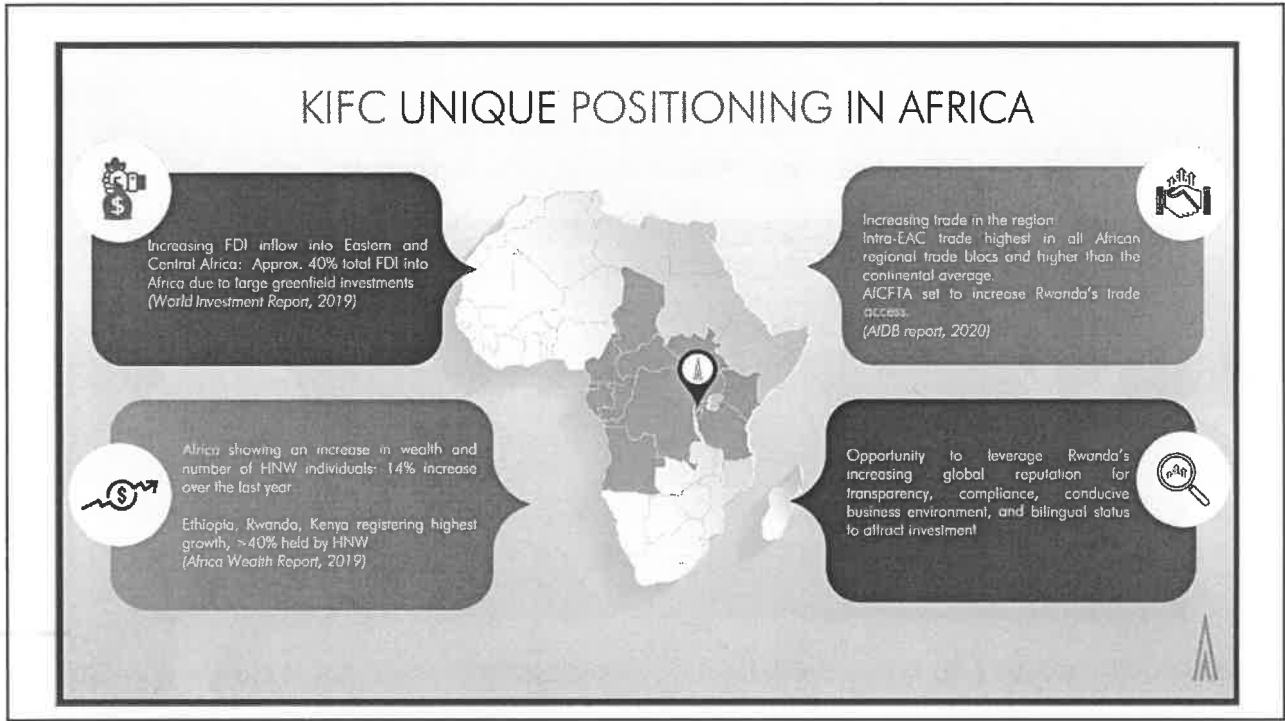 KIFC UNIQUE POSITIONING IN AFRICA
Increasing FDI inflow into Eastern and
Central Africa: Approx. 40% total FDI into
Africa due to large greenfield investments
(World Investment Report, 2019)
Increasing trade in the region
Intra-EAC trade highest in all African
regional trade blocs and higher than the
continental average.
AfCFTA set to increase Rwanda's trade
access.
(AfDB report, 2020)
Africa showing an increase in wealth and
number of HNW individuals- 14% increase
over the last year
Ethiopia, Rwanda, Kenya registering highest
growth, >40% held by HNW
(Africa Wealth Report, 2019)
Opportunity to leverage Rwanda's
increasing global reputation for
transparency, compliance, conducive
business environment, and bilingual status
to attract investment